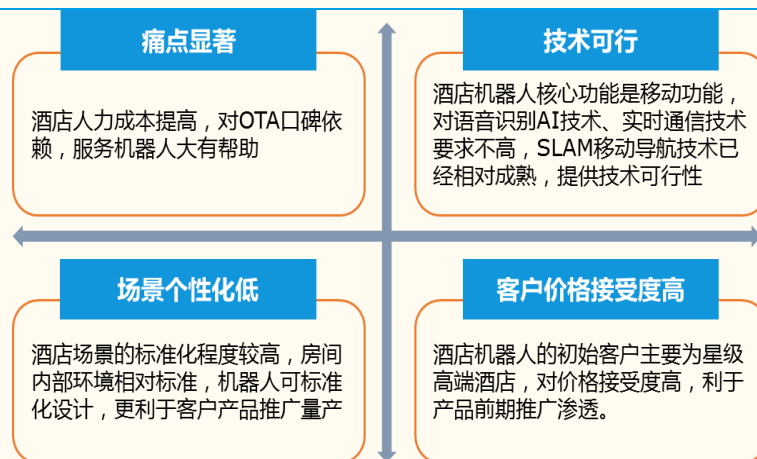 痛点显著
酒店人力成本提高，对OTA口碑依
赖，服务机器人大有帮助
技术可行
酒店机器人核心功能是移动功能，
对语音识别AI技术、实时通信技术
要求不高，SLAM移动导航技术已
经相对成熟，提供技术可行性
场景个性化低
酒店场景的标准化程度较高，房间
内部环境相对标准，机器人可标准
化设计，更利于客户产品推广量产
客户价格接受度高
酒店机器人的初始客户主要为星级
高端酒店，对价格接受度高，利于
产品前期推广渗透。